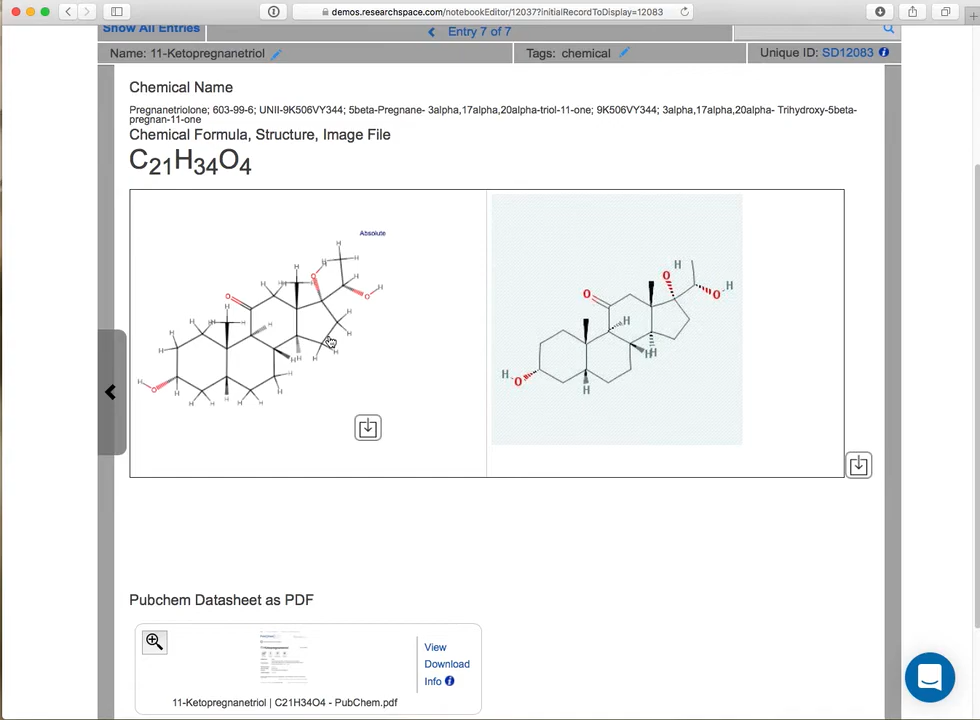 demos.researchspace.com/notebookEditor/12037?initialRecordToDisplay=12083
Show All Entries
Entry 7 of 7
Name: 11-Ketopregnanetriol
Tags: chemical
Unique ID: SD12083
Chemical Name
Pregnanetriolone; 603-99-6; UNII-9K506VY344; 5beta-Pregnane- 3alpha,17alpha,20alpha-triol-11-one; 9K506VY344; 3alpha,17alpha,20alpha- Trihydroxy-5beta-
pregnan-11-one
Chemical Formula, Structure, Image File
C21H34O4
Absolute
Pubchem Datasheet as PDF
View
Download
Info
11-Ketopregnanetriol | C21H34O4 - PubChem.pdf